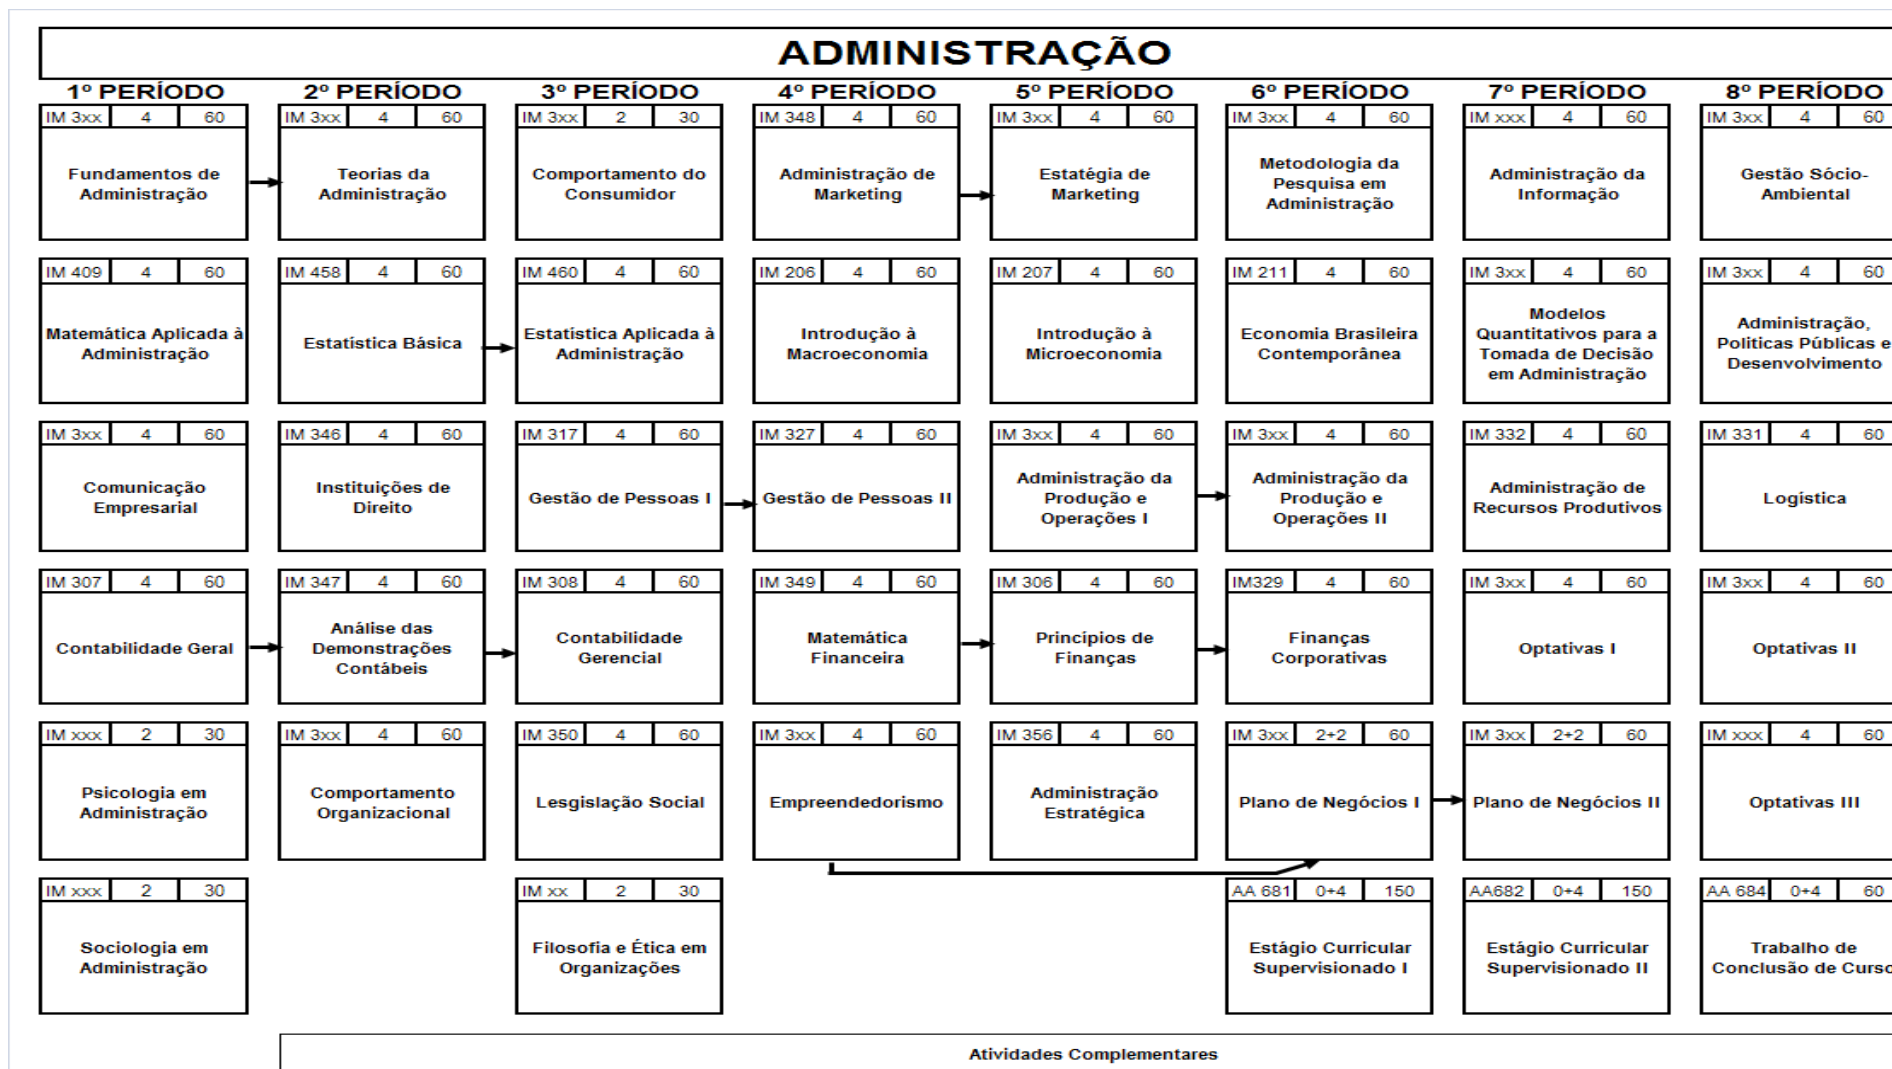 ADMINISTRAÇÃO
1º PERÍODO 2º PERÍODO 3º PERÍODO 4º PERÍODO 5º PERÍODO 6º PERÍODO 7º PERÍODO 8º PERÍODO
IM 3xx 4 60 IM 3xx 4 60 IM 3xx 2 30 IM 348 4 60 IM 3xx 4 60 IM 3xx 4 60 IM xxx 4 60 IM 3xx 4 60
Fundamentos de
Administração
Teorias da
Administração
Comportamento do
Consumidor
Administração de
Marketing
Estatégia de
Marketing
Metodologia da
Pesquisa em
Administração
Administração da
Informação
Gestão Sócio-
Ambiental
IM 409 4 60 IM 458 4 60 IM 460 4 60 IM 206 4 60 IM 207 4 60 IM 211 4 60 IM 3xx 4 60 IM 3xx 4 60
Matemática Aplicada à
Administração
Estatística Básica
Estatística Aplicada à
Administração
Introdução à
Macroeconomia
Introdução à
Microeconomia
Economia Brasileira
Contemporânea
Modelos
Quantitativos para a
Tomada de Decisão
em Administração
Administração,
Politicas Públicas e
Desenvolvimento
IM 3xx 4 60 IM 346 4 60 IM 317 4 60 IM 327 4 60 IM 3xx 4 60 IM 3xx 4 60 IM 332 4 60 IM 331 4 60
Comunicação
Empresarial
Instituições de
Direito
Gestão de Pessoas I
Gestão de Pessoas II
Administração da
Produção e
Operações I
Administração da
Produção e
Operações II
Administração de
Recursos Produtivos
Logística
IM 307 4 60 IM 347 4 60 IM 308 4 60 IM 349 4 60 IM 306 4 60 IM329 4 60 IM 3xx 4 60 IM 3xx 4 60
Contabilidade Geral
Análise das
Demonstrações
Contábeis
Contabilidade
Gerencial
Matemática
Financeira
Princípios de
Finanças
Finanças
Corporativas
Optativas I
Optativas II
IM xxx 2 30 IM 3xx 4 60 IM 350 4 60 IM 3xx 4 60 IM 356 4 60 IM 3xx 2+2 60 IM 3xx 2+2 60 IM xxx 4 60
Psicologia em
Administração
Comportamento
Organizacional
Lesgislação Social
Empreendedorismo
Administração
Estratégica
Plano de Negócios I
Plano de Negócios II
Optativas III
IM xxx 2 30 IM xx 2 30 AA 681 0+4 150 AA682 0+4 150 AA 684 0+4 60
Sociologia em
Administração
Filosofia e Ética em
Organizações
Estágio Curricular
Supervisionado I
Estágio Curricular
Supervisionado II
Trabalho de
Conclusão de Curso
Atividades Complementares